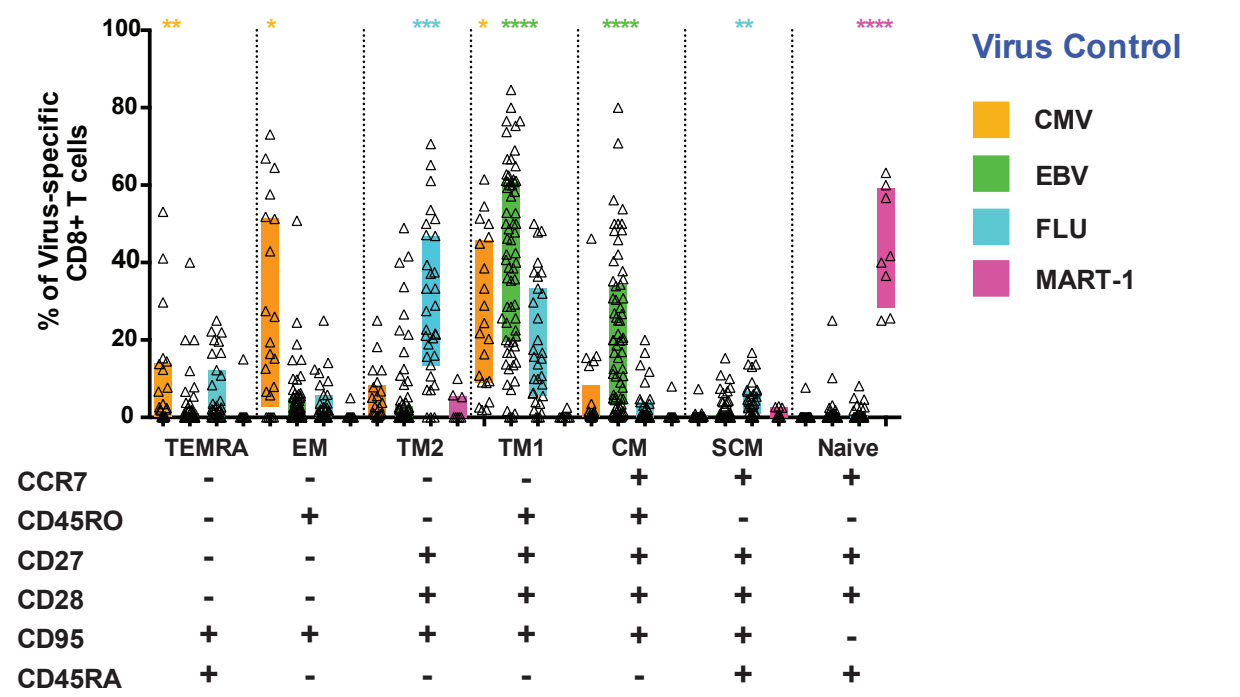 ** * *** * **** **** ** ****
100
80
60
40
20
0
% of Virus-specific
CD8+ T cells
Virus Control
CMV
EBV
FLU
MART-1
TEMRA EM TM2 TM1 CM SCM Naive
CCR7 - - - - + + +
CD45RO - + - + + - -
CD27 - - + + + + +
CD28 - - + + + + +
CD95 + + + + + + -
CD45RA + - - - - + +